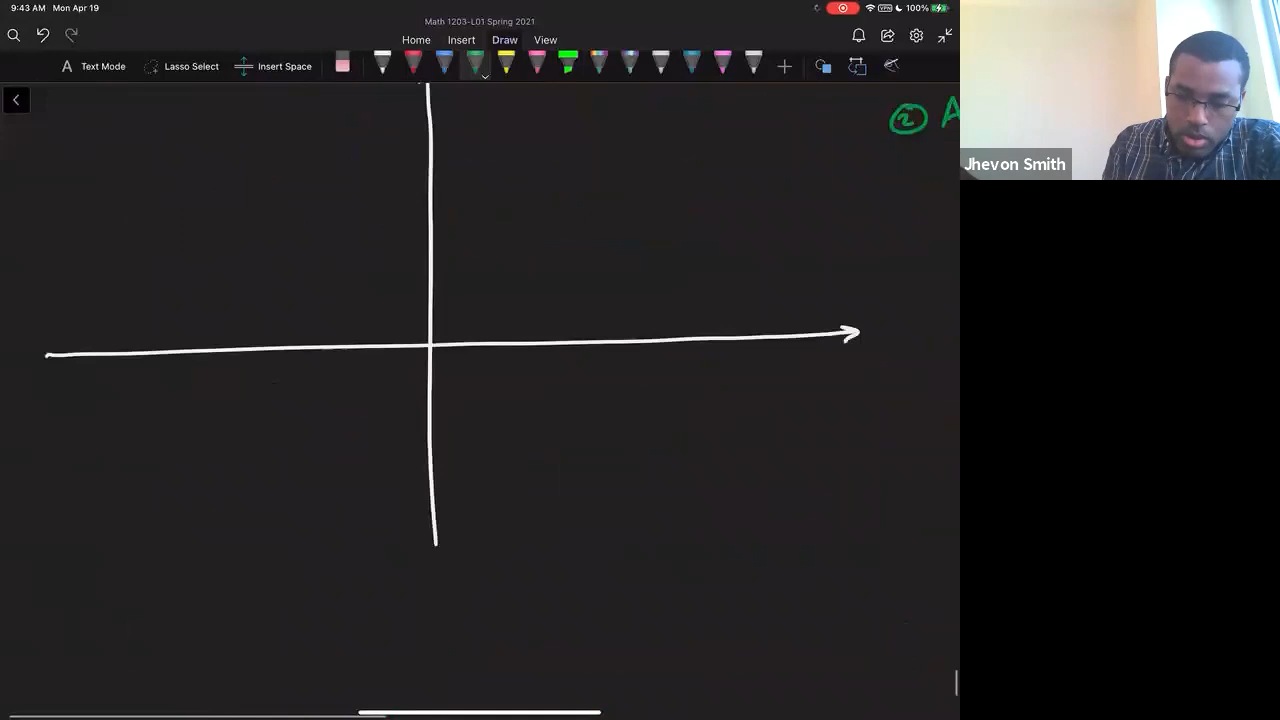 9:43 AM Mon Apr 19
100%
Math 1203-L01 Spring 2021
Home Insert Draw View
A Text Mode Lasso Select Insert Space
② A
Jhevon Smith